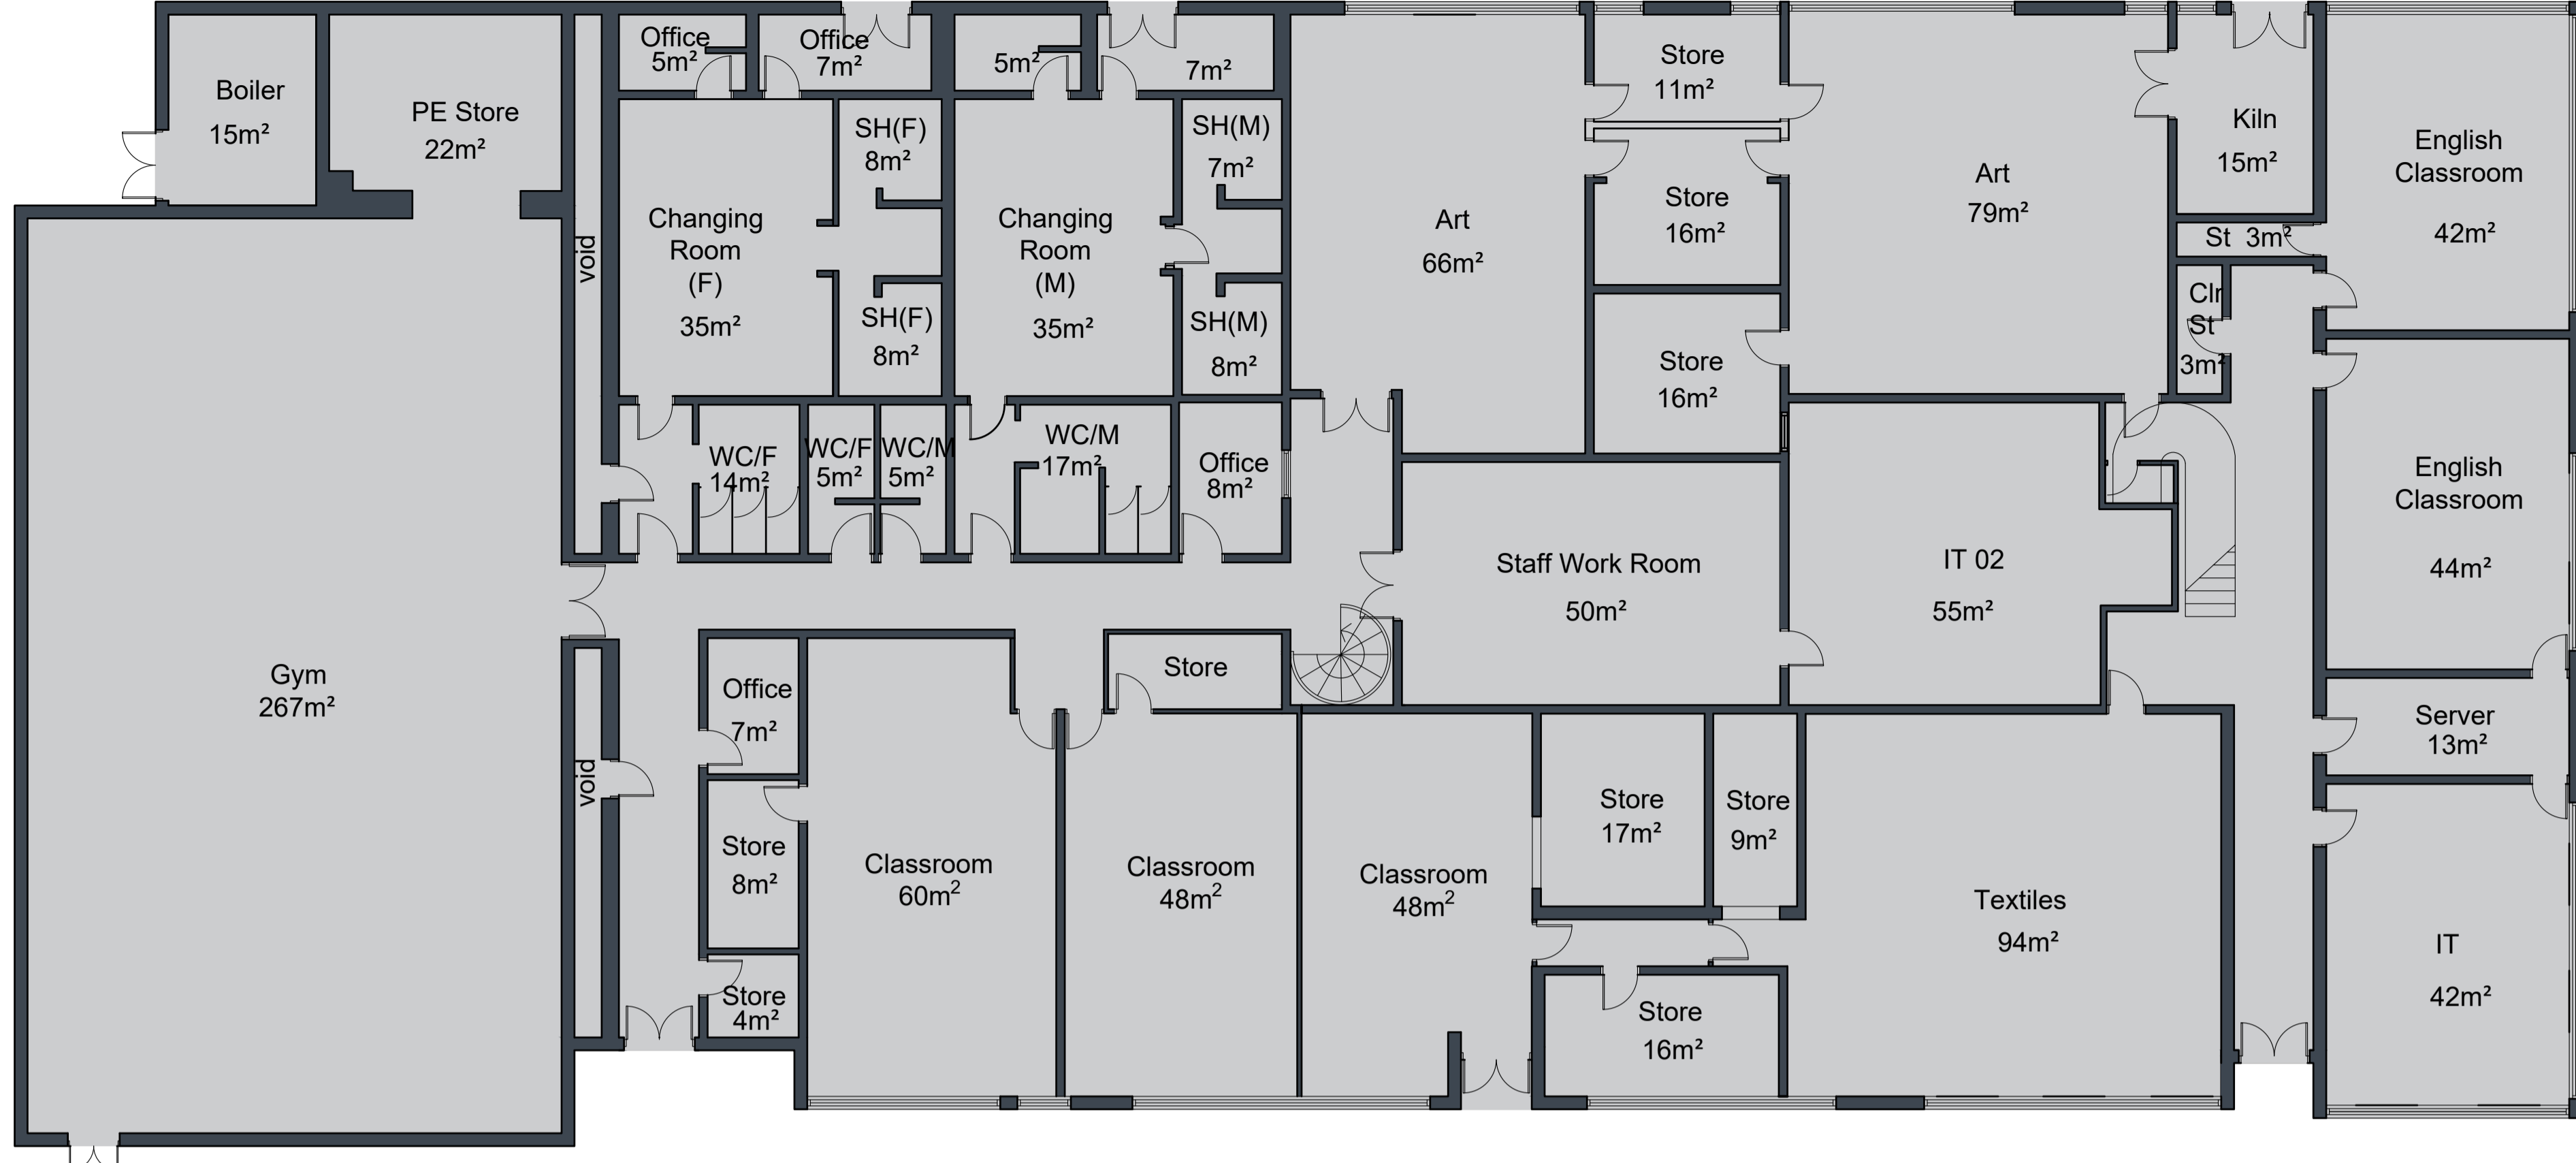 Boiler
15m²
PE Store
22m²
void
Office
5m²
Office
7m²
5m²
7m²
Changing
Room
(F)
35m²
SH(F)
8m²
SH(F)
8m²
Changing
Room
(M)
35m²
SH(M)
7m²
SH(M)
8m²
WC/F
14m²
WC/F
5m²
WC/M
5m²
WC/M
17m²
Office
8m²
Art
66m²
Store
11m²
Store
16m²
Store
16m²
Art
79m²
Kiln
15m²
St 3m²
Clr
St
3m²
English
Classroom
42m²
English
Classroom
44m²
Staff Work Room
50m²
IT 02
55m²
Gym
267m²
void
Office
7m²
Store
8m²
Store
4m²
Classroom
60m²
Store
Classroom
48m²
Classroom
48m²
Store
17m²
Store
9m²
Store
16m²
Textiles
94m²
Server
13m²
IT
42m²